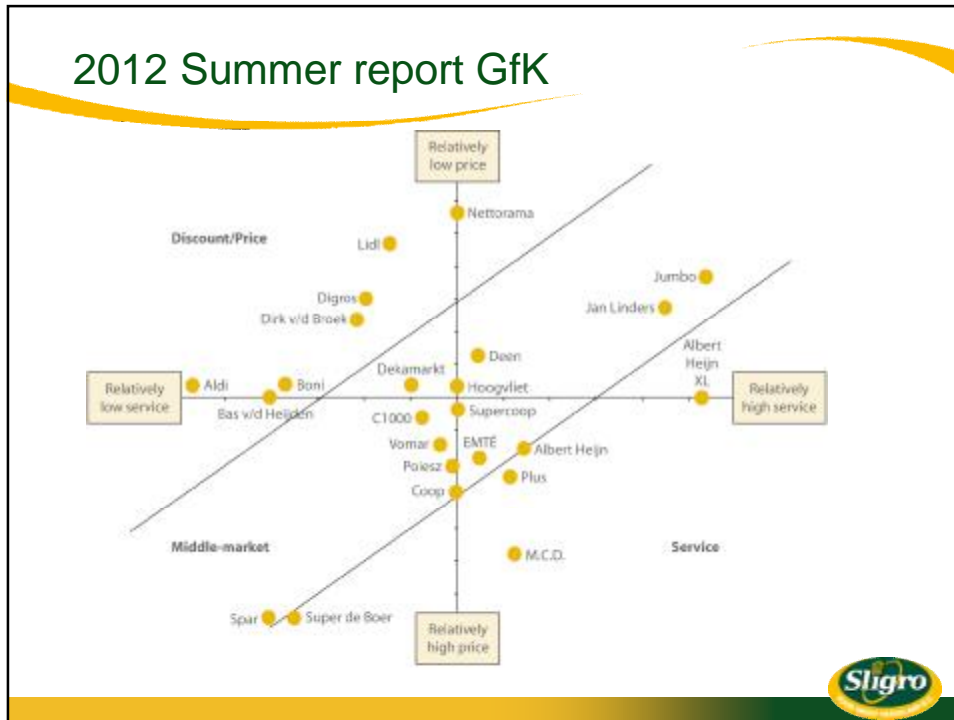 2012 Summer report GfK
Relatively
low price
Nettorama
Discount/Price
Lidl
Jumbo
Digros
Jan Linders
Dirk v/d Broek
Deen
Albert
Heijn
XL
Dekamarkt
Relatively
low service
Aldi
Boni
Hoogvliet
Relatively
high service
Bas v/d Heijden
Supercoop
C1000
Vomar
EMTÉ
Albert Heijn
Poiesz
Plus
Coop
Middle-market
Service
M.C.D.
Spar
Super de Boer
Relatively
high price
Sligro